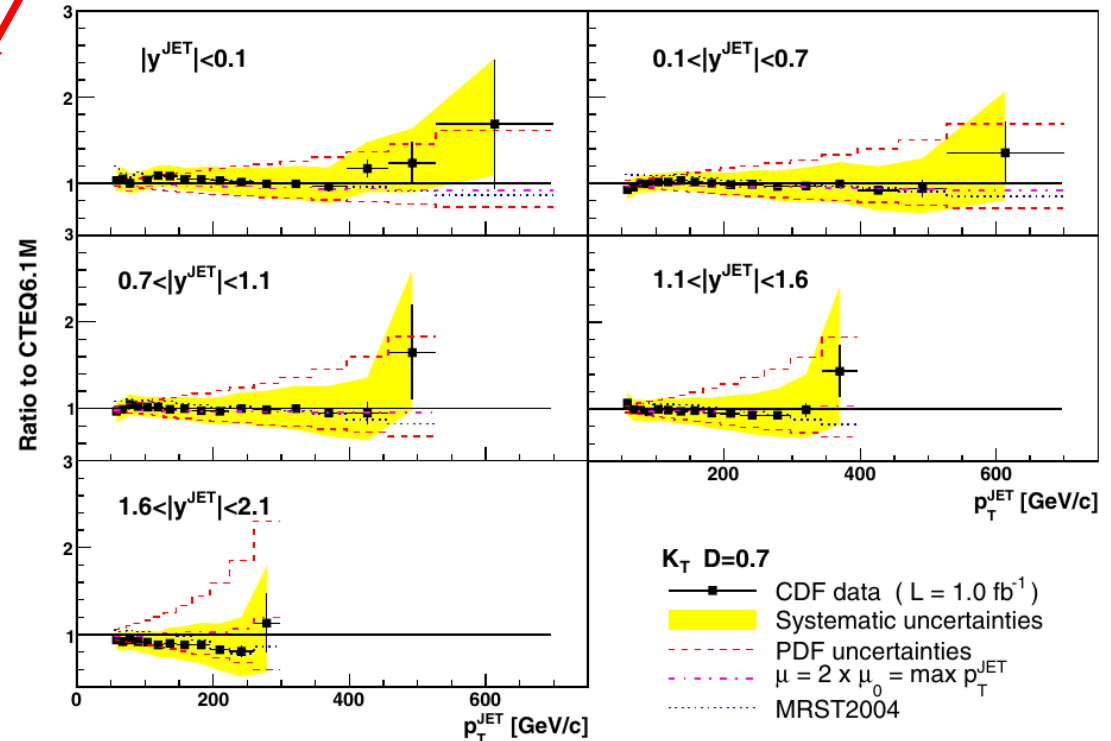 3
|y^JET|<0.1
0.1<|y^JET|<0.7
2
1
3
0.7<|y^JET|<1.1
1.1<|y^JET|<1.6
2
1
Ratio to CTEQ6.1M
3
200 400 600
p_T^JET [GeV/c]
1.6<|y^JET|<2.1
2
1
0 200 400 600
p_T^JET [GeV/c]
K_T D=0.7
CDF data ( L = 1.0 fb^-1)
Systematic uncertainties
PDF uncertainties
μ = 2 x μ_0 = max p_T^JET
MRST2004